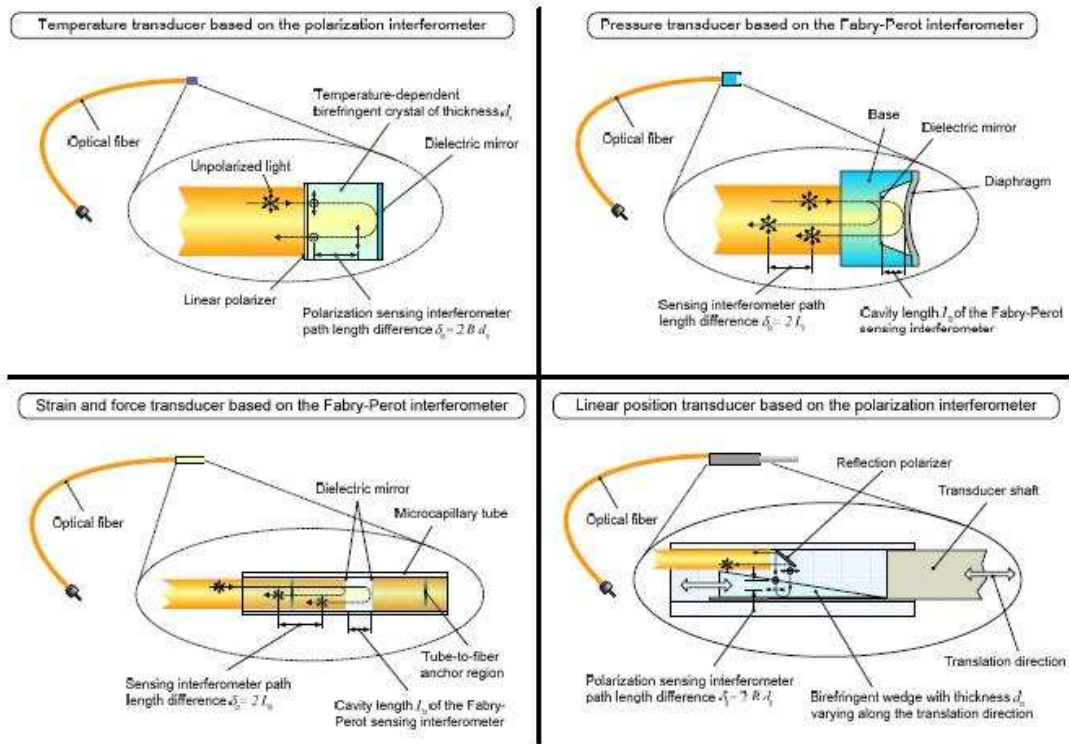 Temperature transducer based on the polarization interferometer
Optical fiber
Temperature-dependent
birefringent crystal of thickness d
Dielectric mirror
Unpolarized light
Linear polarizer
Polarization sensing interferometer
path length difference δ = 2 B d
Pressure transducer based on the Fabry-Perot interferometer
Optical fiber
Base
Dielectric mirror
Diaphragm
Sensing interferometer path
length difference δ = 2 l
Cavity length l of the Fabry-Perot
sensing interferometer
Strain and force transducer based on the Fabry-Perot interferometer
Optical fiber
Dielectric mirror
Microcapillary tube
Tube-to-fiber
anchor region
Sensing interferometer path
length difference δ = 2 l
Cavity length l of the Fabry-
Perot sensing interferometer
Linear position transducer based on the polarization interferometer
Optical fiber
Reflection polarizer
Transducer shaft
Translation direction
Polarization sensing interferometer
path length difference δ = 2 B d
Birefringent wedge with thickness d
varying along the translation direction